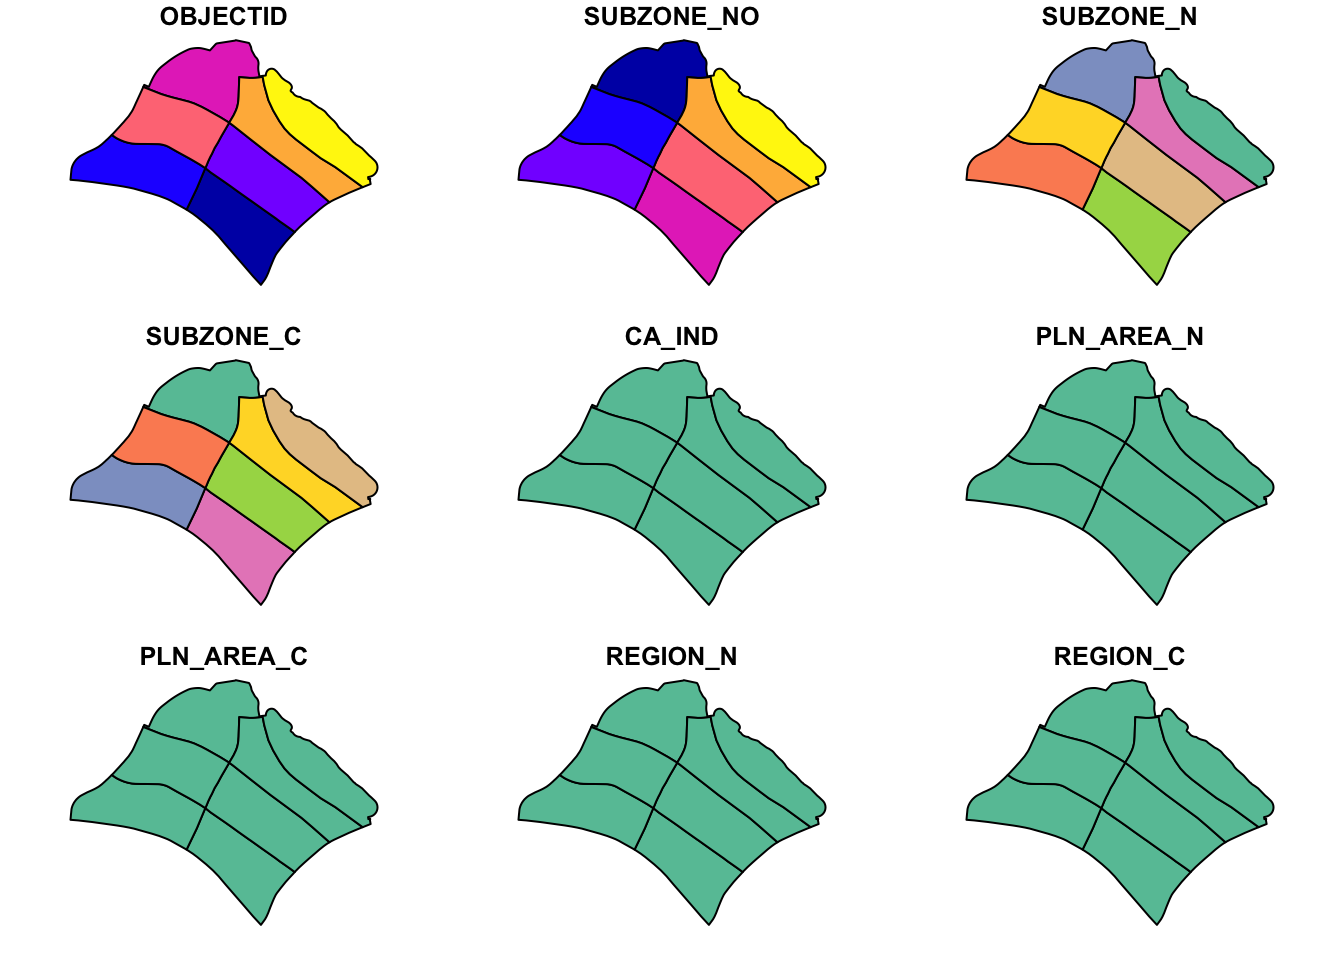 OBJECTID
SUBZONE_NO
SUBZONE_N
SUBZONE_C
CA_IND
PLN_AREA_N
PLN_AREA_C
REGION_N
REGION_C